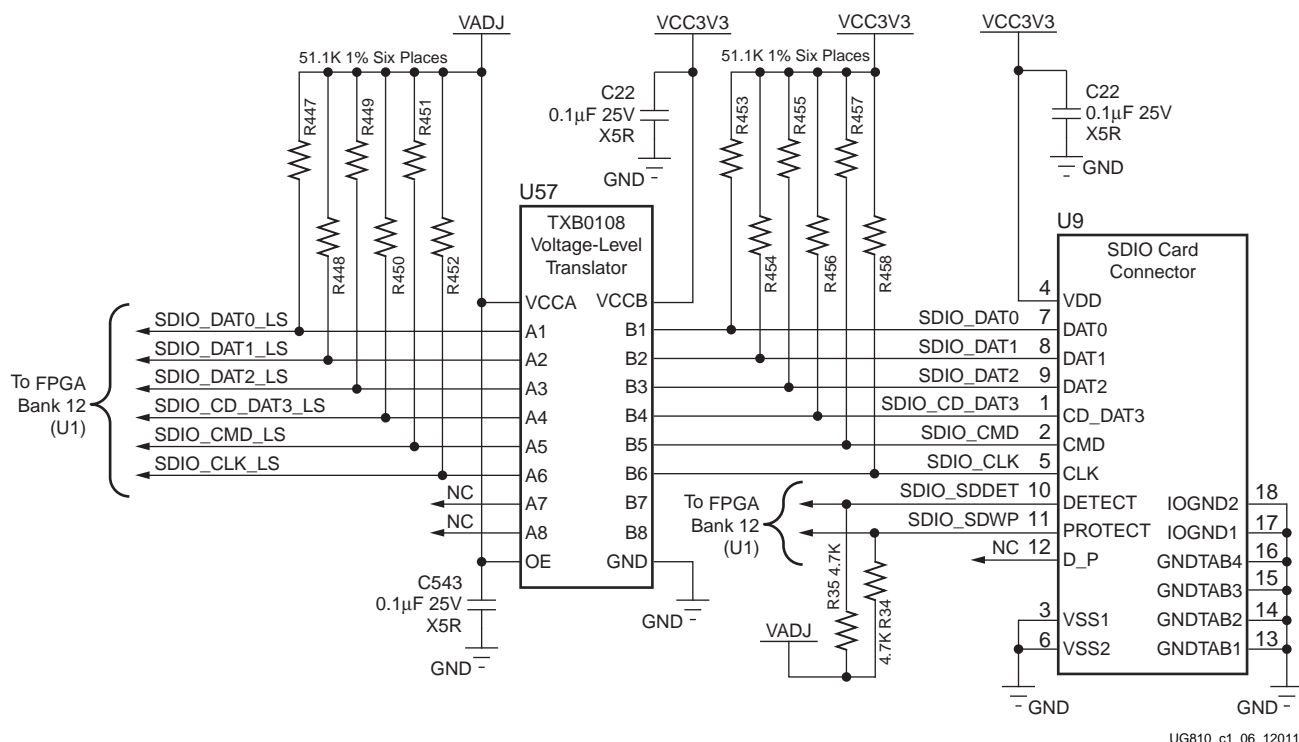 VADJ
VCC3V3
VCC3V3
VCC3V3
51.1K 1% Six Places
51.1K 1% Six Places
R447
R449
R451
R448
R450
R452
C22
0.1μF 25V
X5R
GND
R453
R455
R457
R454
R456
R458
C22
0.1μF 25V
X5R
GND
U57
TXB0108
Voltage-Level
Translator
VCCA
VCCB
A1
B1
A2
B2
A3
B3
A4
B4
A5
B5
A6
B6
A7
B7
A8
B8
OE
GND
To FPGA
Bank 12
(U1)
SDIO_DAT0_LS
SDIO_DAT1_LS
SDIO_DAT2_LS
SDIO_CD_DAT3_LS
SDIO_CMD_LS
SDIO_CLK_LS
NC
NC
C543
0.1μF 25V
X5R
GND
GND
U9
SDIO Card
Connector
4 VDD
SDIO_DAT0 7 DAT0
SDIO_DAT1 8 DAT1
SDIO_DAT2 9 DAT2
SDIO_CD_DAT3 1 CD_DAT3
SDIO_CMD 2 CMD
SDIO_CLK 5 CLK
To FPGA
Bank 12
(U1)
SDIO_SDDET 10 DETECT
SDIO_SDWP 11 PROTECT
NC 12 D_P
3 VSS1
6 VSS2
IOGND2 18
IOGND1 17
GNDTAB4 16
GNDTAB3 15
GNDTAB2 14
GNDTAB1 13
R35 4.7K
4.7K R34
VADJ
GND
GND
UG810_c1_06_12011